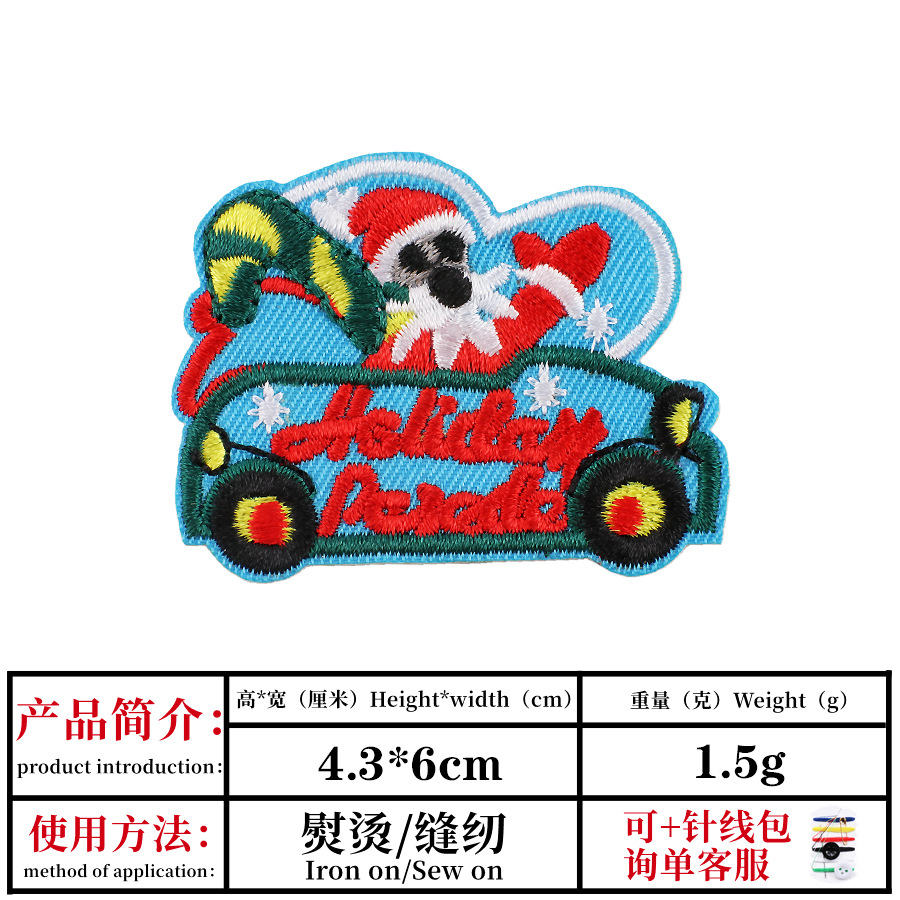 Holiday
Parade
产品简介：
product introduction：
高*宽（厘米）Height*width（cm）
重量（克）Weight（g）
4.3*6cm
1.5g
使用方法：
method of application：
熨烫/缝纫
Iron on/Sew on
可+针线包
询单客服